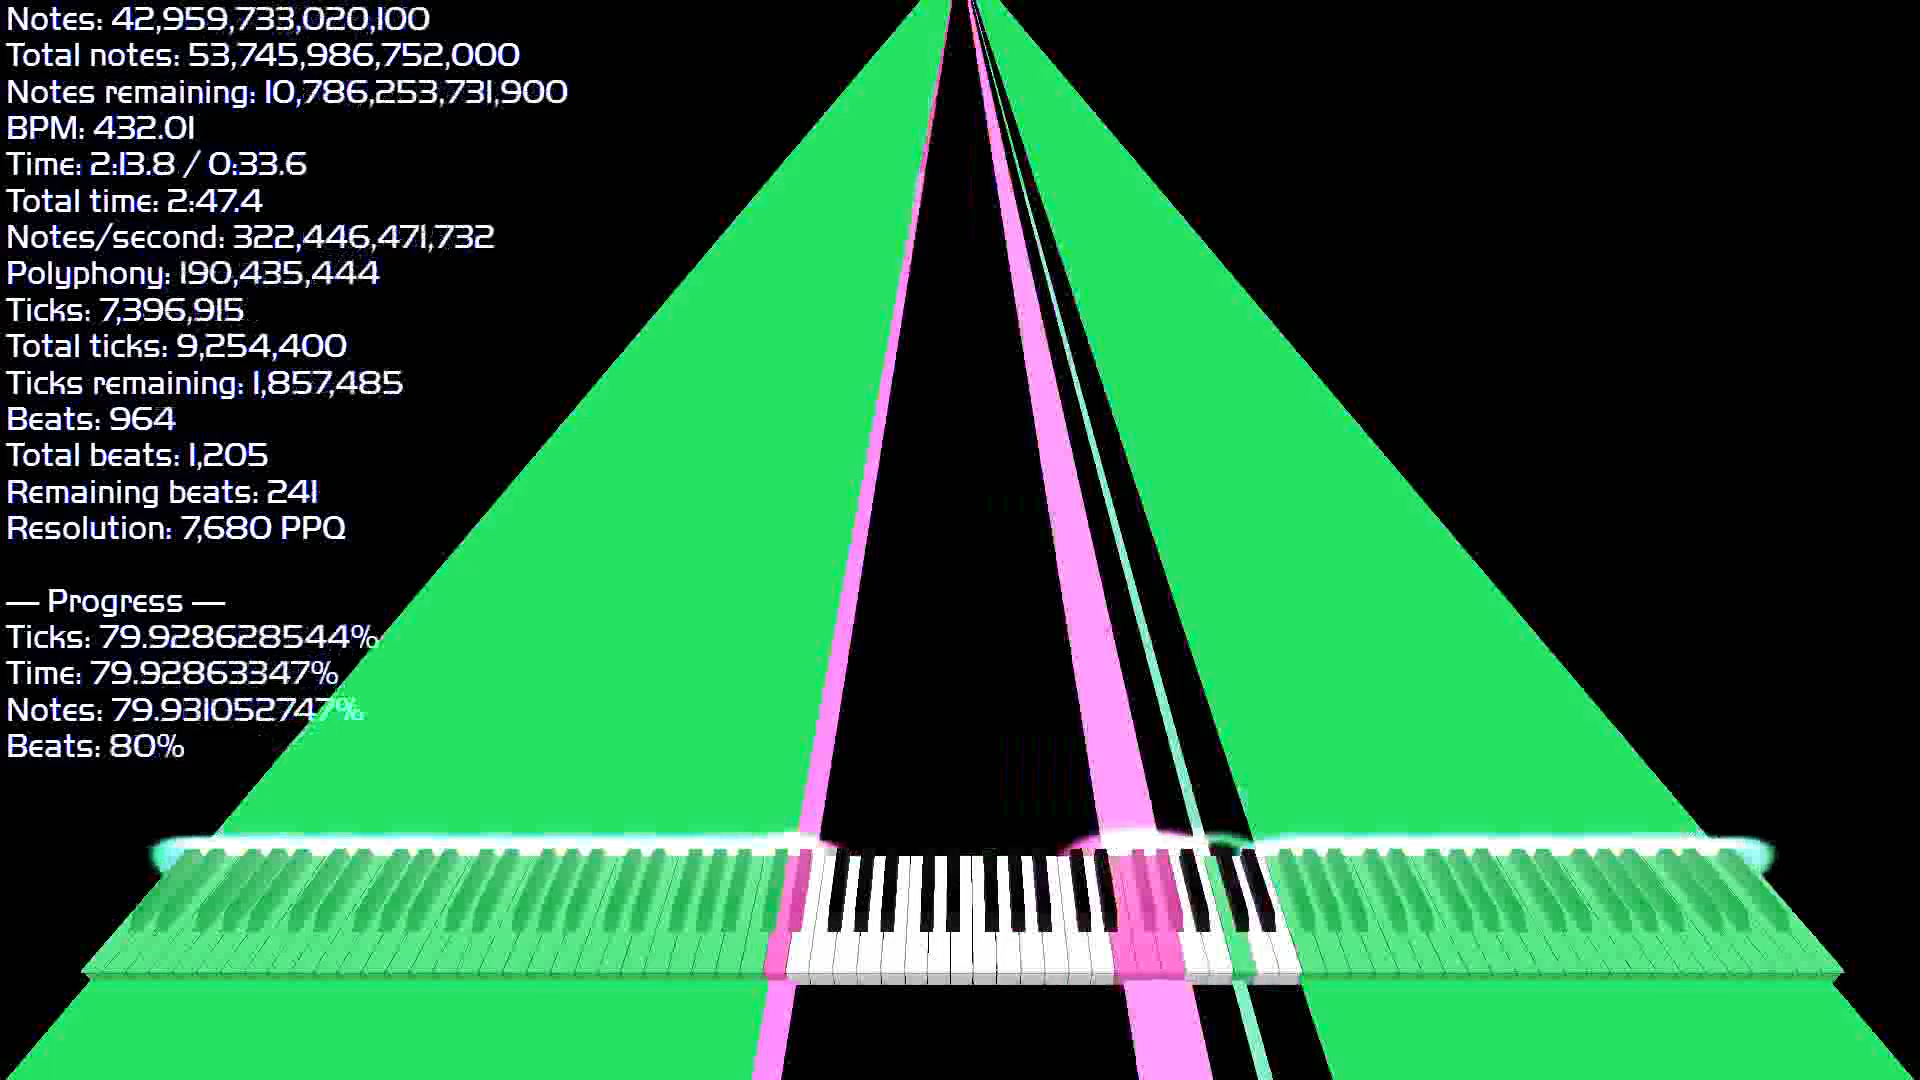 Notes: 42,959,733,020,100
Total notes: 53,745,986,752,000
Notes remaining: 10,786,253,731,900
BPM: 432.01
Time: 2:13.8 / 0:33.6
Total time: 2:47.4
Notes/second: 322,446,471,732
Polyphony: 190,435,444
Ticks: 7,396,915
Total ticks: 9,254,400
Ticks remaining: 1,857,485
Beats: 964
Total beats: 1,205
Remaining beats: 241
Resolution: 7,680 PPQ
— Progress —
Ticks: 79.928628544%
Time: 79.92863347%
Notes: 79.931052747%
Beats: 80%